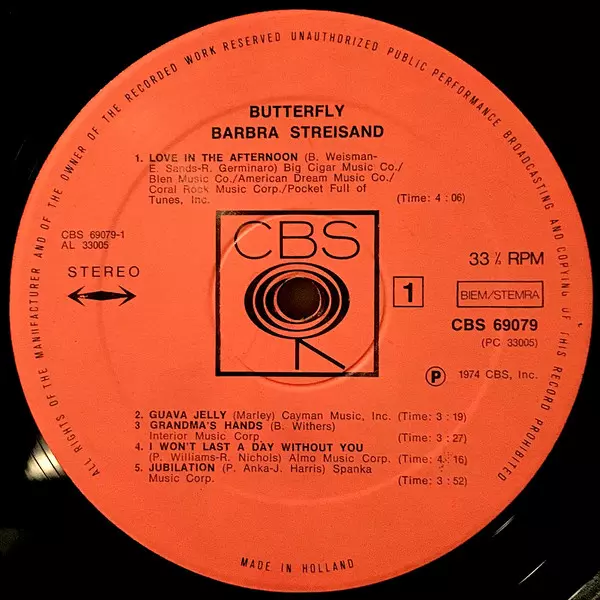 ALL RIGHTS OF THE MANUFACTURER AND OF THE OWNER OF THE RECORDED WORK RESERVED UNAUTHORIZED PUBLIC PERFORMANCE BROADCASTING AND COPYING OF THIS RECORD PROHIBITED
BUTTERFLY
BARBRA STREISAND
1. LOVE IN THE AFTERNOON (B. Weisman-
E. Sands-R. Germinaro) Big Cigar Music Co./
Blen Music Co./American Dream Music Co./
Coral Rock Music Corp./Pocket Full of
Tunes, Inc. (Time: 4 : 06)
CBS 69079-1
AL 33005
STEREO
CBS
1
33 ⅓ RPM
BIEM/STEMRA
CBS 69079
(PC 33005)
P 1974 CBS, Inc.
2. GUAVA JELLY (Marley) Cayman Music, Inc. (Time: 3 : 19)
3 GRANDMA'S HANDS (B. Withers)
Interior Music Corp. (Time: 3 : 27)
4. I WON'T LAST A DAY WITHOUT YOU
(P. Williams-R. Nichols) Almo Music Corp. (Time: 4 : 16)
5. JUBILATION (P. Anka-J. Harris) Spanka
Music Corp. (Time: 3 : 52)
MADE IN HOLLAND